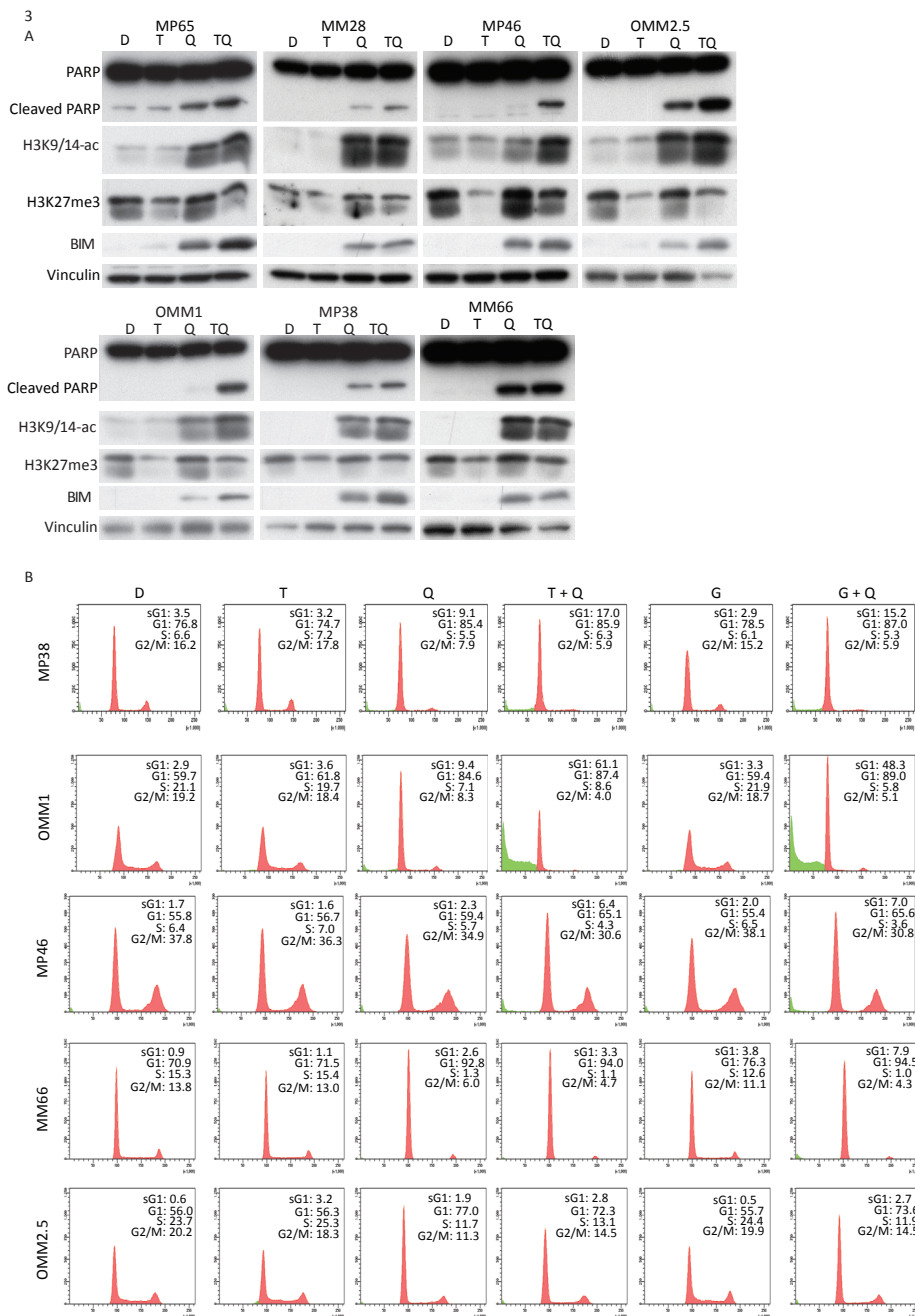 3
A
MP65 MM28 MP46 OMM2.5
D T Q TQ D T Q TQ D T Q TQ D T Q TQ
PARP
Cleaved PARP
H3K9/14-ac
H3K27me3
BIM
Vinculin
OMM1 MP38 MM66
D T Q TQ D T Q TQ D T Q TQ
PARP
Cleaved PARP
H3K9/14-ac
H3K27me3
BIM
Vinculin
B
D T Q T + Q G G + Q
MP38
sG1: 3.5 sG1: 3.2 sG1: 9.1 sG1: 17.0 sG1: 2.9 sG1: 15.2
G1: 76.8 G1: 74.7 G1: 85.4 G1: 85.9 G1: 78.5 G1: 87.0
S: 6.6 S: 7.2 S: 5.5 S: 6.3 S: 6.1 S: 5.3
G2/M: 16.2 G2/M: 17.8 G2/M: 7.9 G2/M: 5.9 G2/M: 15.2 G2/M: 5.9
OMM1
sG1: 2.9 sG1: 3.6 sG1: 9.4 sG1: 61.1 sG1: 3.3 sG1: 48.3
G1: 59.7 G1: 61.8 G1: 84.6 G1: 87.4 G1: 59.4 G1: 89.0
S: 21.1 S: 19.7 S: 7.1 S: 8.6 S: 21.9 S: 5.8
G2/M: 19.2 G2/M: 18.4 G2/M: 8.3 G2/M: 4.0 G2/M: 18.7 G2/M: 5.1
MP46
sG1: 1.7 sG1: 1.6 sG1: 2.3 sG1: 6.4 sG1: 2.0 sG1: 7.0
G1: 55.8 G1: 56.7 G1: 59.4 G1: 65.1 G1: 55.4 G1: 65.6
S: 6.4 S: 7.0 S: 5.7 S: 4.3 S: 6.5 S: 3.6
G2/M: 37.8 G2/M: 36.3 G2/M: 34.9 G2/M: 30.6 G2/M: 38.1 G2/M: 30.8
MM66
sG1: 0.9 sG1: 1.1 sG1: 2.6 sG1: 3.3 sG1: 3.8 sG1: 7.9
G1: 70.9 G1: 71.5 G1: 92.8 G1: 94.0 G1: 76.3 G1: 94.5
S: 15.3 S: 15.4 S: 1.3 S: 1.1 S: 12.6 S: 1.0
G2/M: 13.8 G2/M: 13.0 G2/M: 6.0 G2/M: 4.7 G2/M: 11.1 G2/M: 4.3
OMM2.5
sG1: 0.6 sG1: 3.2 sG1: 1.9 sG1: 2.8 sG1: 0.5 sG1: 2.7
G1: 56.0 G1: 56.3 G1: 77.0 G1: 72.3 G1: 55.7 G1: 73.6
S: 23.7 S: 25.3 S: 11.7 S: 13.1 S: 24.4 S: 11.9
G2/M: 20.2 G2/M: 18.3 G2/M: 11.3 G2/M: 14.5 G2/M: 19.9 G2/M: 14.5